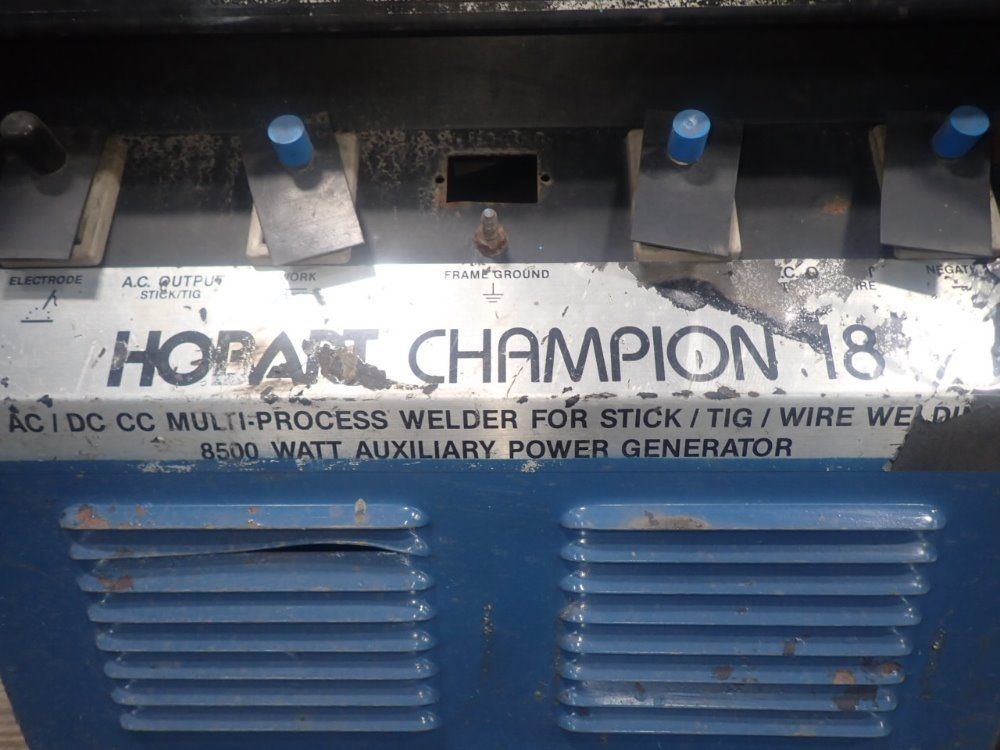 ELECTRODE
A.C. OUTPUT
STICK/TIG
FRAME GROUND
HOBART CHAMPION 18
AC / DC CC MULTI-PROCESS WELDER FOR STICK / TIG / WIRE
8500 WATT AUXILIARY POWER GENERATOR